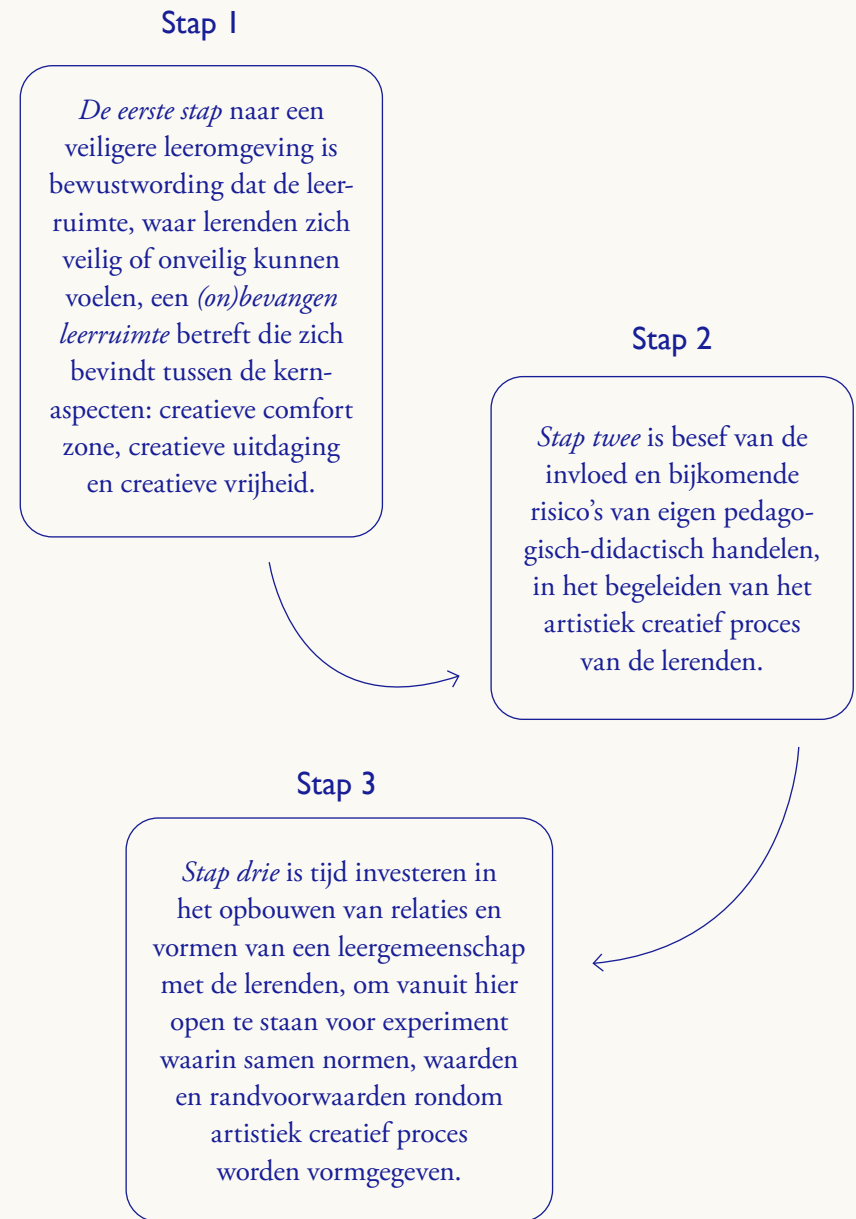 Stap 1
De eerste stap naar een
veiligere leeromgeving is
bewustwording dat de leer-
ruimte, waar lerenden zich
veilig of onveilig kunnen
voelen, een (on)bevangen
leerruimte betreft die zich
bevindt tussen de kern-
aspecten: creatieve comfort
zone, creatieve uitdaging
en creatieve vrijheid.
Stap 2
Stap twee is besef van de
invloed en bijkomende
risico’s van eigen pedago-
gisch-didactisch handelen,
in het begeleiden van het
artistiek creatief proces
van de lerenden.
Stap 3
Stap drie is tijd investeren in
het opbouwen van relaties en
vormen van een leergemeenschap
met de lerenden, om vanuit hier
open te staan voor experiment
waarin samen normen, waarden
en randvoorwaarden rondom
artistiek creatief proces
worden vormgegeven.